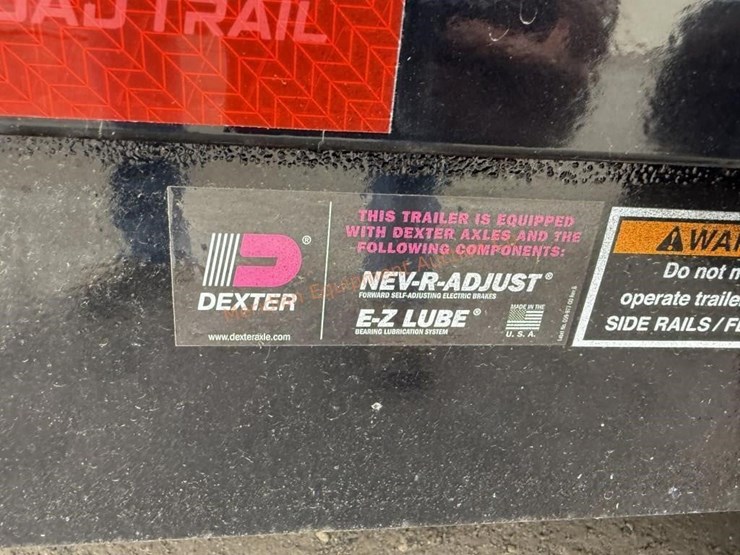 OAD TRAIL
THIS TRAILER IS EQUIPPED
WITH DEXTER AXLES AND THE
FOLLOWING COMPONENTS:
DEXTER®
www.dexteraxle.com
NEV-R-ADJUST®
FORWARD SELF-ADJUSTING ELECTRIC BRAKES
E-Z LUBE®
BEARING LUBRICATION SYSTEM
MADE IN THE
U. S. A.
WAR
Do not
operate traile
SIDE RAILS / F